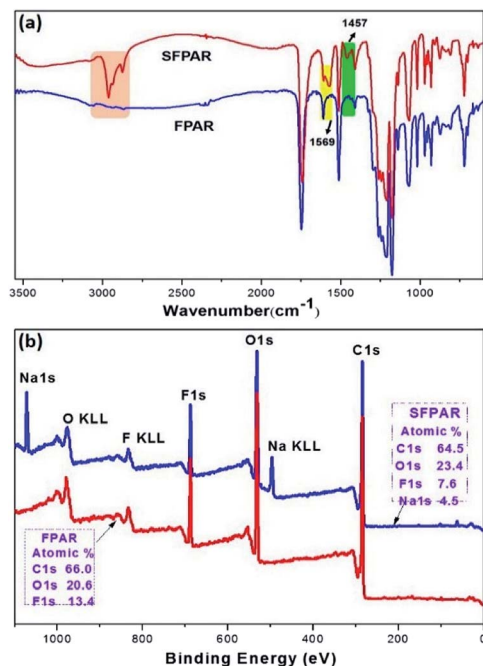 (a)
1457
SFPAR
FPAR
1569
3550 3000 2500 2000 1500 1000
Wavenumber(cm-1)
(b)
O1s
C1s
Na1s
F1s
O KLL
F KLL
Na KLL
SFPAR
Atomic %
C1s 64.5
O1s 23.4
F1s 7.6
Na1s 4.5
FPAR
Atomic %
C1s 66.0
O1s 20.6
F1s 13.4
1000 800 600 400 200 0
Binding Energy (eV)